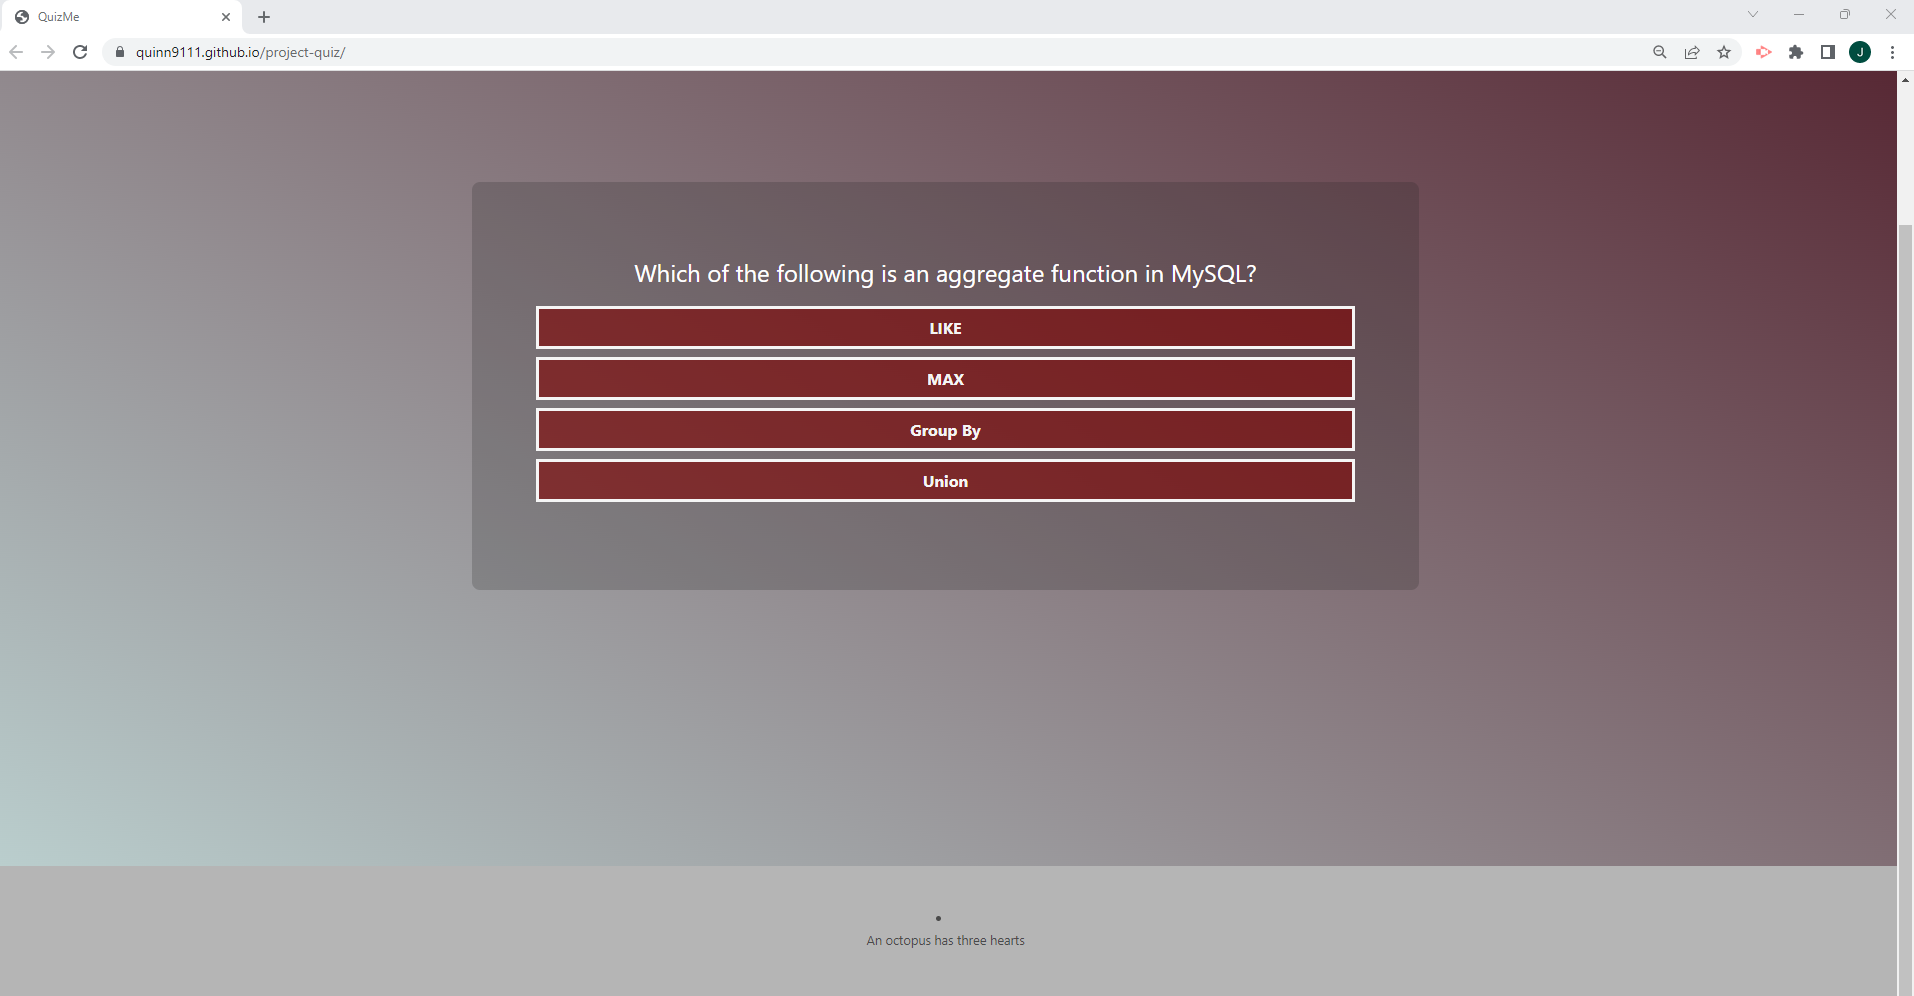 QuizMe
quinn9111.github.io/project-quiz/
J
Which of the following is an aggregate function in MySQL?
LIKE
MAX
Group By
Union
An octopus has three hearts